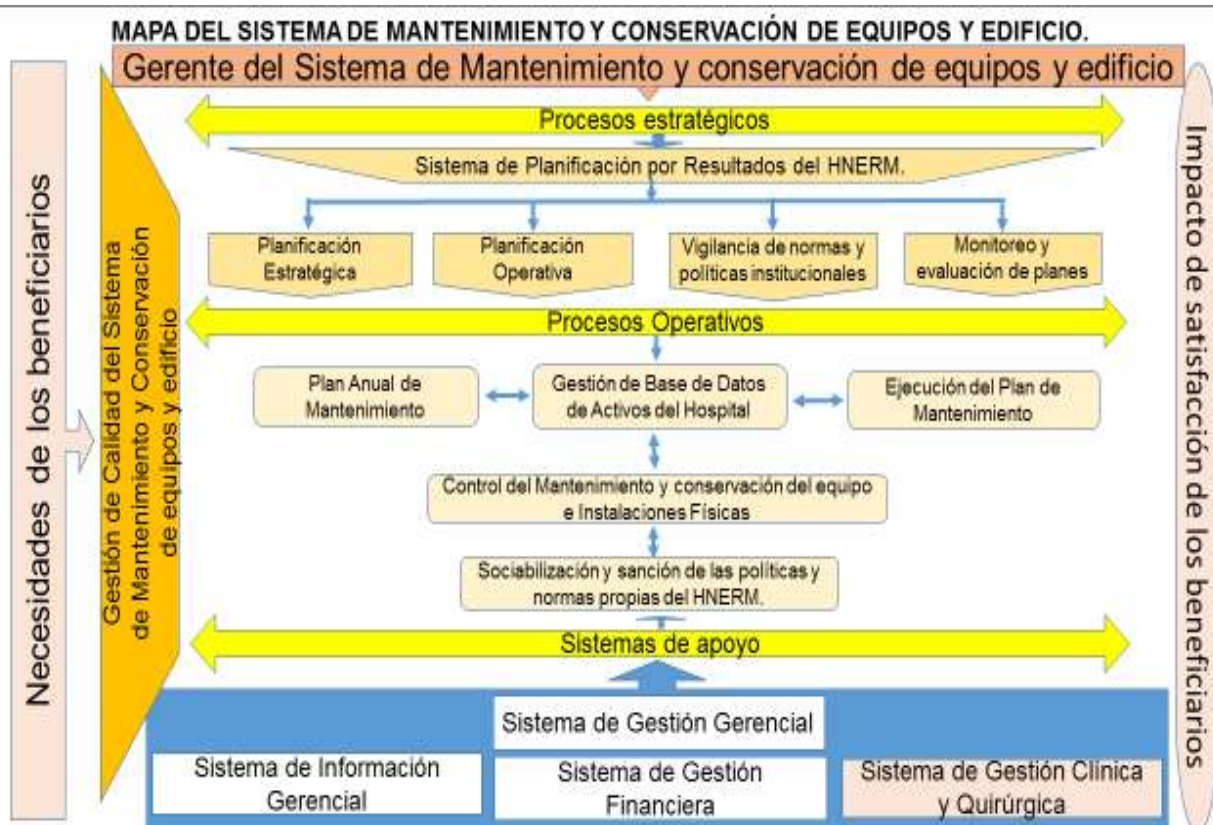 MAPA DEL SISTEMA DE MANTENIMIENTO Y CONSERVACIÓN DE EQUIPOS Y EDIFICIO.
Gerente del Sistema de Mantenimiento y conservación de equipos y edificio
Necesidades de los beneficiarios
Gestión de Calidad del Sistema
de Mantenimiento y Conservación
de equipos y edificio
Procesos estratégicos
Sistema de Planificación por Resultados del HNERM.
Planificación
Estratégica
Planificación
Operativa
Vigilancia de normas y
políticas institucionales
Monitoreo y
evaluación de planes
Procesos Operativos
Plan Anual de
Mantenimiento
Gestión de Base de Datos
de Activos del Hospital
Ejecución del Plan de
Mantenimiento
Control del Mantenimiento y conservación del equipo
e Instalaciones Físicas
Sociabilización y sanción de las políticas y
normas propias del HNERM.
Sistemas de apoyo
Sistema de Gestión Gerencial
Sistema de Información
Gerencial
Sistema de Gestión
Financiera
Sistema de Gestión Clínica
y Quirúrgica
Impacto de satisfacción de los beneficiarios